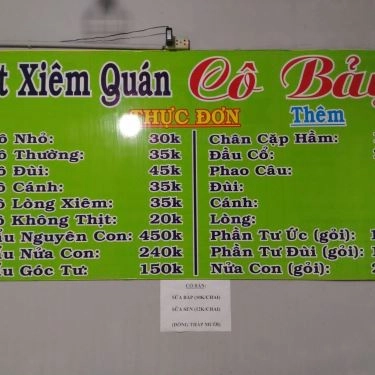 t Xiêm Quán Cô Bảy
THỰC ĐƠN
Nhỏ: 30k
Thường: 35k
Đùi: 45k
Cánh: 35k
Lòng Xiêm: 35k
Không Thịt: 20k
Nguyên Con: 450k
Nửa Con: 240k
Góc Tư: 150k
Thêm
Chân Cặp Hầm:
Đầu Cổ:
Phao Câu:
Đùi:
Cánh:
Lòng:
Phần Tư Ức (gỏi):
Phần Tư Đùi (gỏi):
Nửa Con (gỏi):
CÓ BÁN:
SỮA BẮP (10K/CHAI)
SỮA SEN (12K/CHAI)
(ĐỒNG THÁP MƯỜI)